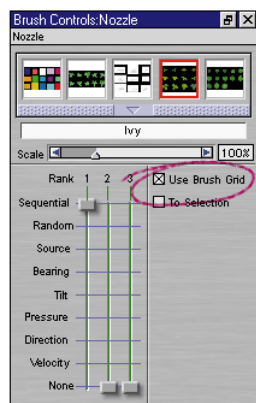 Brush Controls:Nozzle
Nozzle
Ivy
Scale 100%
Rank 1 2 3
Use Brush Grid
Sequential
To Selection
Random
Source
Bearing
Tilt
Pressure
Direction
Velocity
None